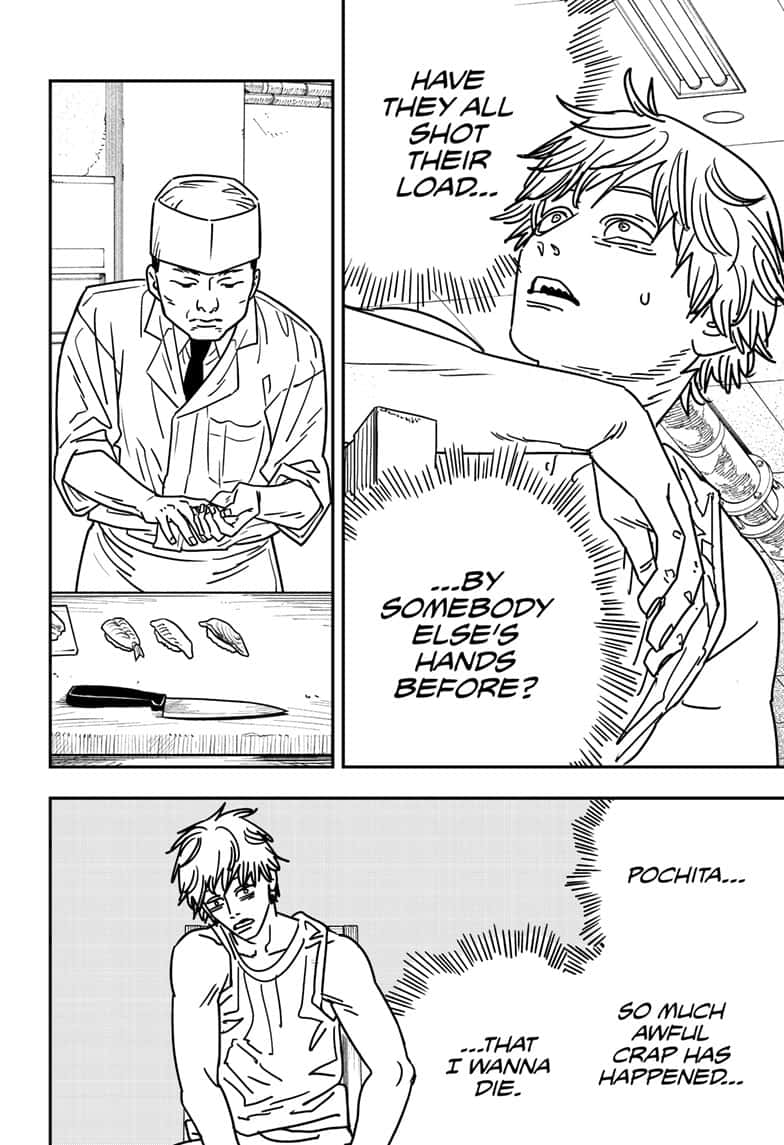 HAVE
THEY ALL
SHOT
THEIR
LOAD...
...BY
SOMEBODY
ELSE'S
HANDS
BEFORE?
POCHITA...
SO MUCH
AWFUL
CRAP HAS
HAPPENED...
...THAT
I WANNA
DIE.